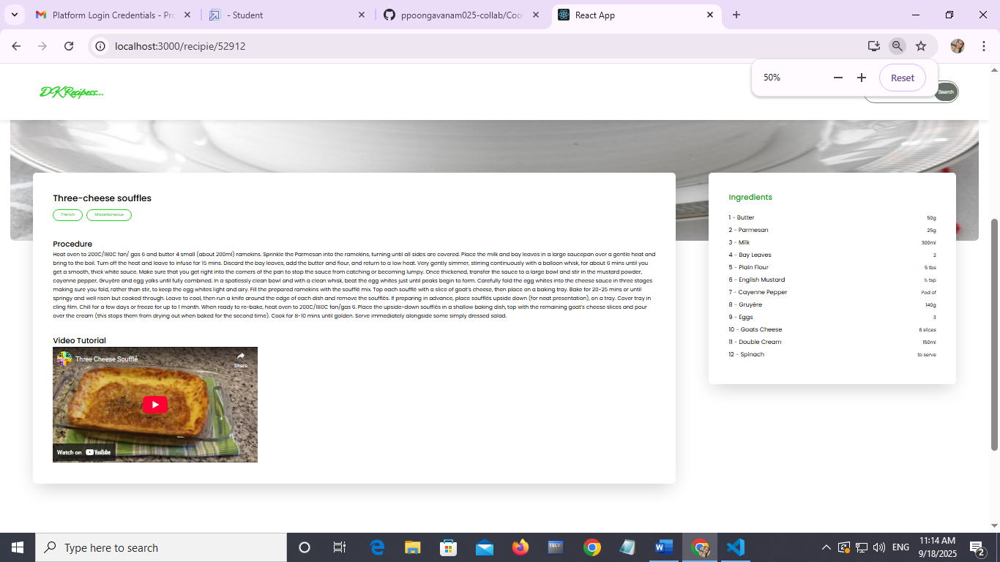 Platform Login Credentials - Pro
- Student
ppoongavanam025-collab/Cook
React App
localhost:3000/recipie/52912
50%
Reset
DK Recipess...
Search
Three-cheese souffles
French
Miscellaneous
Procedure
Heat oven to 200C/180C fan/ gas 6 and butter 4 small (about 200ml) ramekins. Sprinkle the Parmesan into the ramekins, turning until all sides are covered. Place the milk and bay leaves in a large saucepan over a gentle heat and
bring to the boil. Turn off the heat and leave to infuse for 15 mins. Discard the bay leaves, add the butter and flour, and return to a low heat. Very gently simmer, stirring continuously with a balloon whisk, for about 6 mins until you
get a smooth, thick white sauce. Make sure that you get right into the corners of the pan to stop the sauce from catching or becoming lumpy. Once thickened, transfer the sauce to a large bowl and stir in the mustard powder,
cayenne pepper, Gruyère and egg yolks until fully combined. In a spotlessly clean bowl and with a clean whisk, beat the egg whites just until peaks begin to form. Carefully fold the egg whites into the cheese sauce in three stages
making sure you fold, rather than stir, to keep the egg whites light and airy. Fill the prepared ramekins with the soufflé mix. Top each soufflé with a slice of goat's cheese, then place on a baking tray. Bake for 20-25 mins or until
springy and well risen but cooked through. Leave to cool, then run a knife around the edge of each dish and remove the soufflés. If preparing in advance, place soufflés upside down (for neat presentation), on a tray. Cover tray in
cling film. Chill for a few days or freeze for up to 1 month. When ready to re-bake, heat oven to 200C/180C fan/gas 6. Place the upside-down soufflés in a shallow baking dish, top with the remaining goat's cheese slices and pour
over the cream (this stops them from drying out when baked for the second time). Cook for 8-10 mins until golden. Serve immediately alongside some simply dressed salad.
Video Tutorial
Three Cheese Soufflé
Share
Watch on YouTube
Ingredients
1 - Butter 50g
2 - Parmesan 25g
3 - Milk 300ml
4 - Bay Leaves 2
5 - Plain Flour 5 tbs
6 - English Mustard ½ tsp
7 - Cayenne Pepper Pod of
8 - Gruyère 140g
9 - Eggs 3
10 - Goats Cheese 8 slices
11 - Double Cream 150ml
12 - Spinach to serve
Type here to search
SQL
ENG
11:14 AM
9/18/2025
2